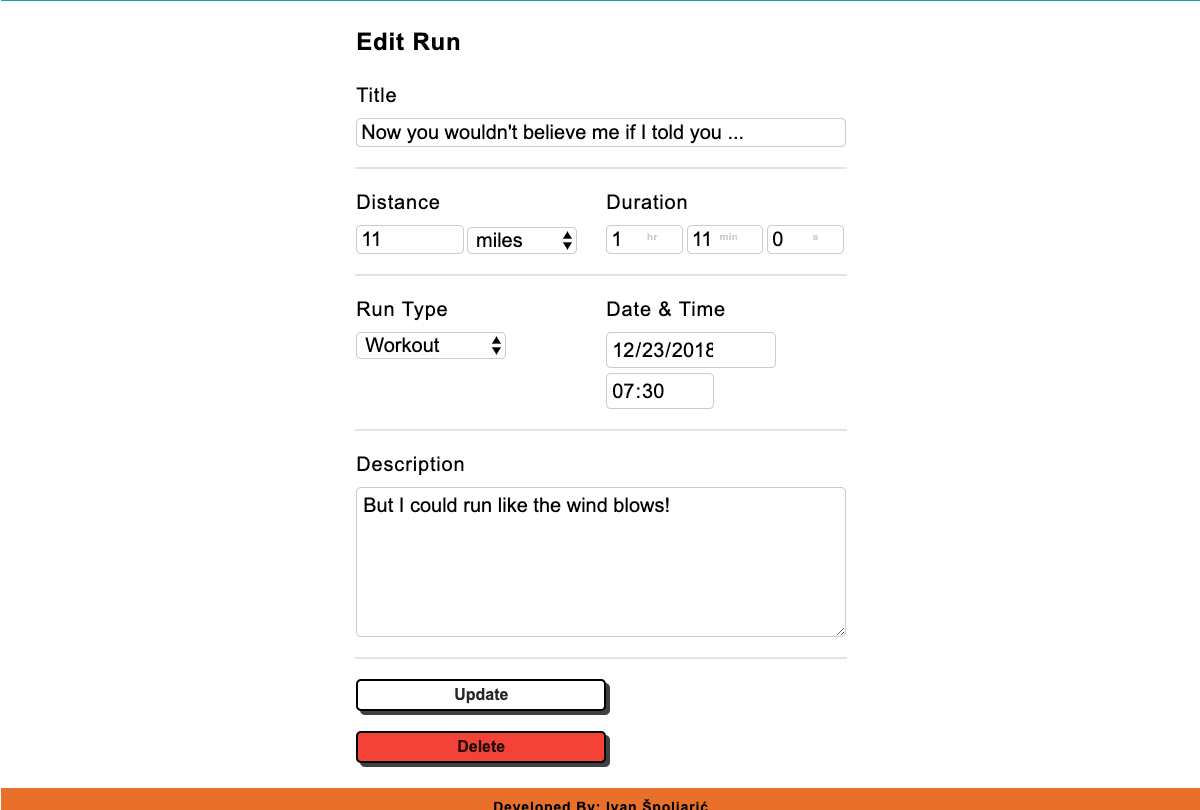 Edit Run
Title
Now you wouldn't believe me if I told you ...
Distance Duration
11 miles 1 hr 11 min 0 s
Run Type Date & Time
Workout 12/23/2018
07:30
Description
But I could run like the wind blows!
Update
Delete
Developed By: Ivan Špoljarić